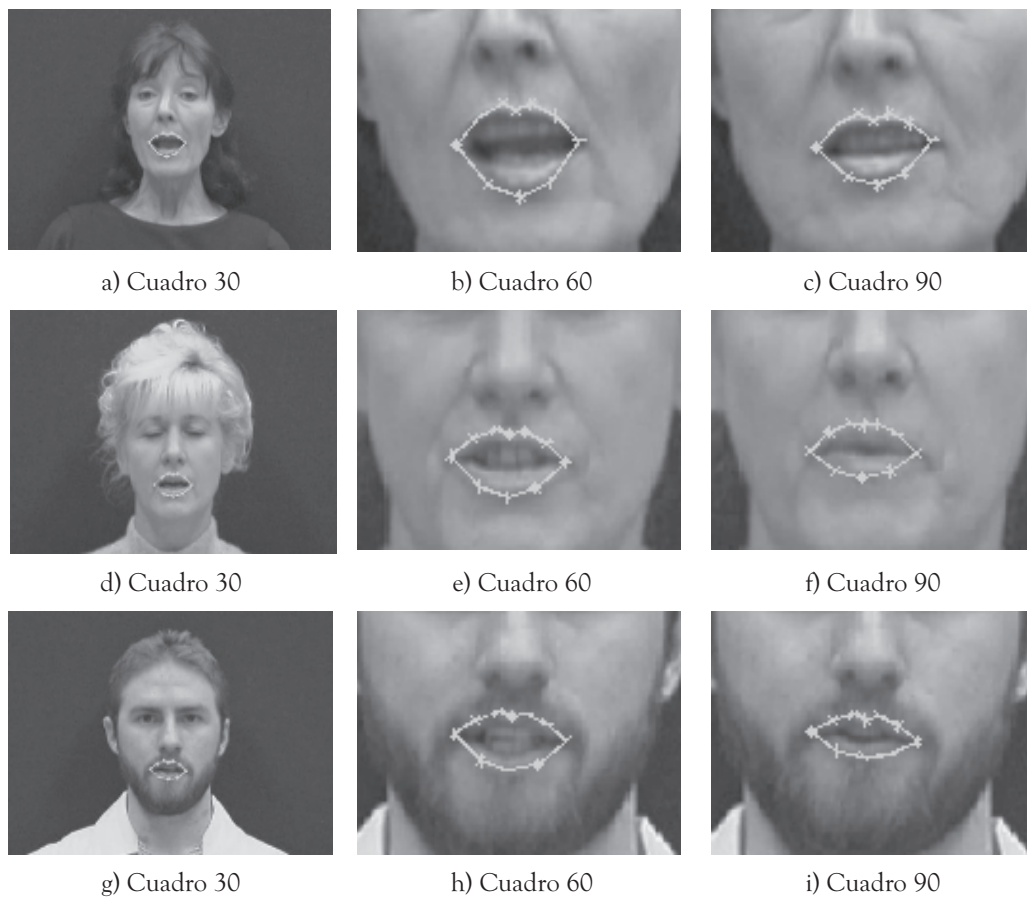 a) Cuadro 30
b) Cuadro 60
c) Cuadro 90
d) Cuadro 30
e) Cuadro 60
f) Cuadro 90
g) Cuadro 30
h) Cuadro 60
i) Cuadro 90